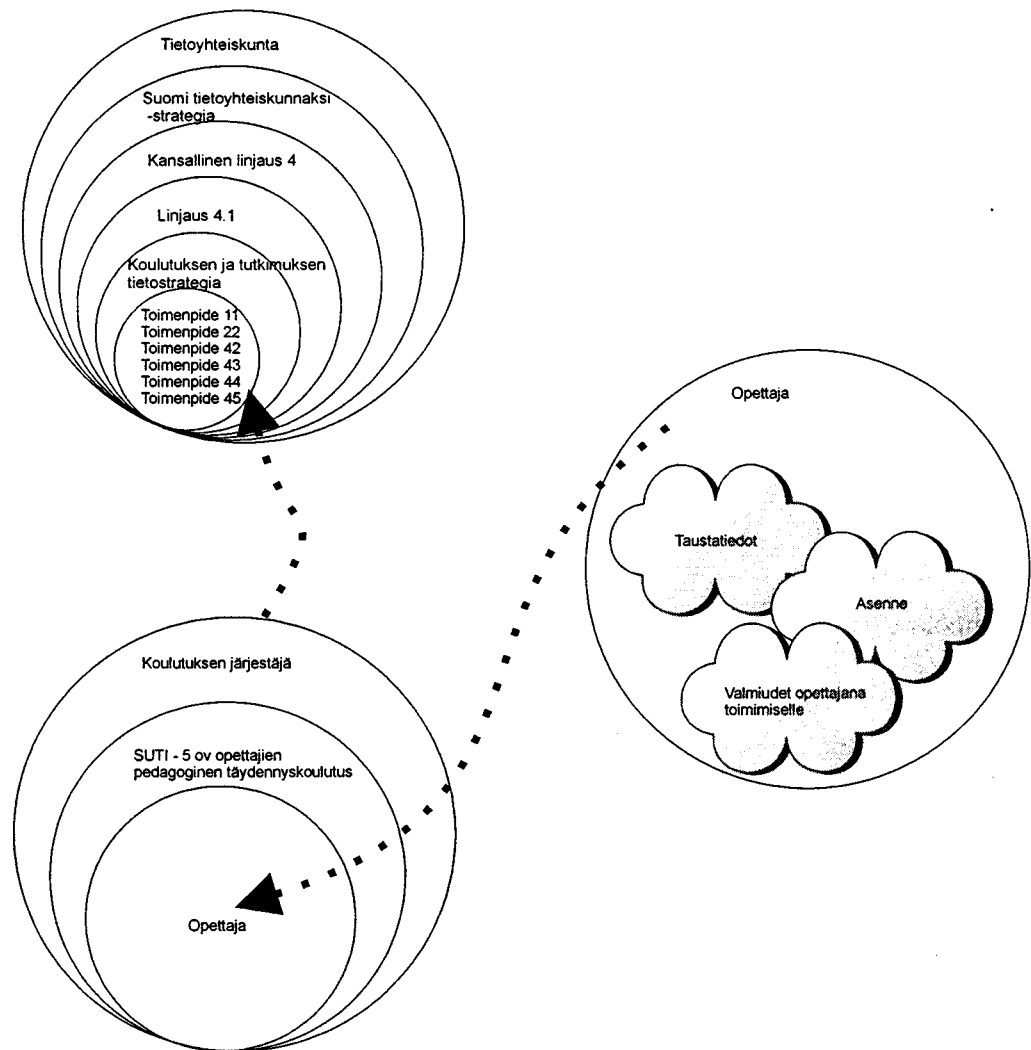 Tietoyhteiskunta
Suomi tietoyhteiskunnaksi
-strategia
Kansallinen linjaus 4
Linjaus 4.1
Koulutuksen ja tutkimuksen
tietostrategia
Toimenpide 11
Toimenpide 22
Toimenpide 42
Toimenpide 43
Toimenpide 44
Toimenpide 45
Opettaja
Taustatiedot
Asenne
Valmiudet opettajana
toimimiselle
Koulutuksen järjestäjä
SUTI - 5 ov opettajien
pedagoginen täydennyskoulutus
Opettaja